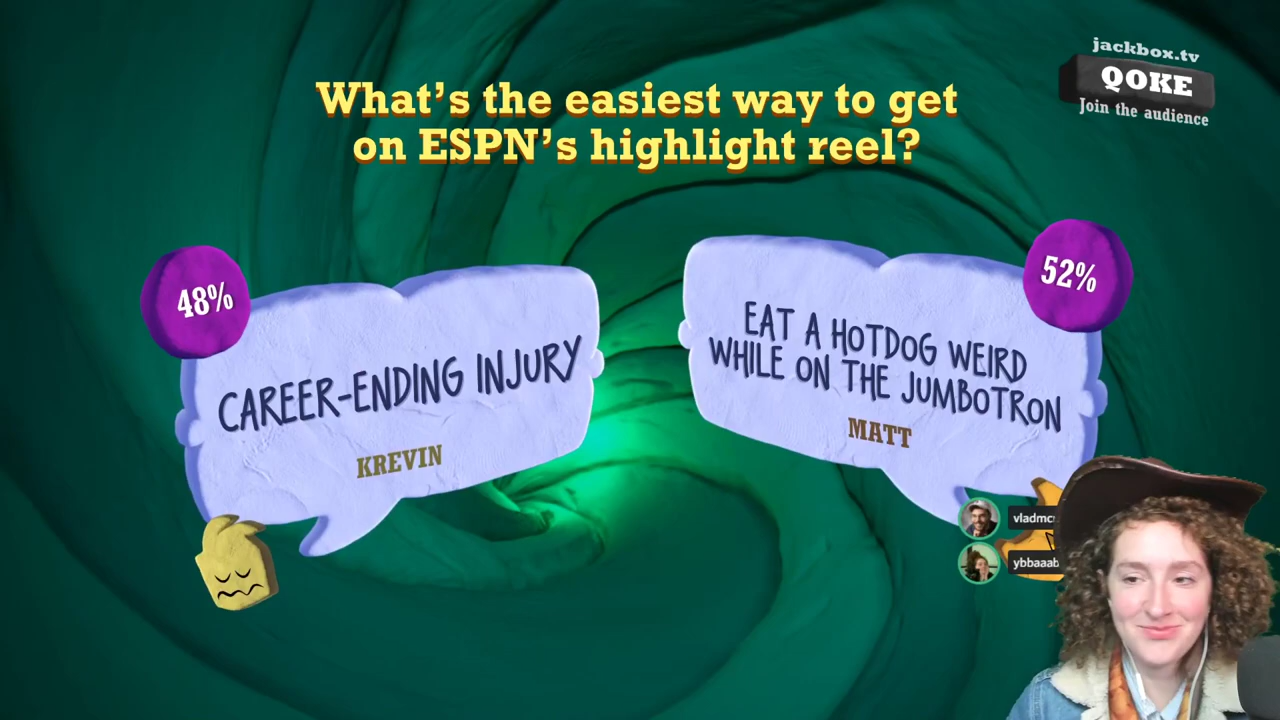 jackbox.tv
QOKE
Join the audience
What's the easiest way to get
on ESPN's highlight reel?
48%
CAREER-ENDING INJURY
KREVIN
52%
EAT A HOTDOG WEIRD
WHILE ON THE JUMBOTRON
MATT